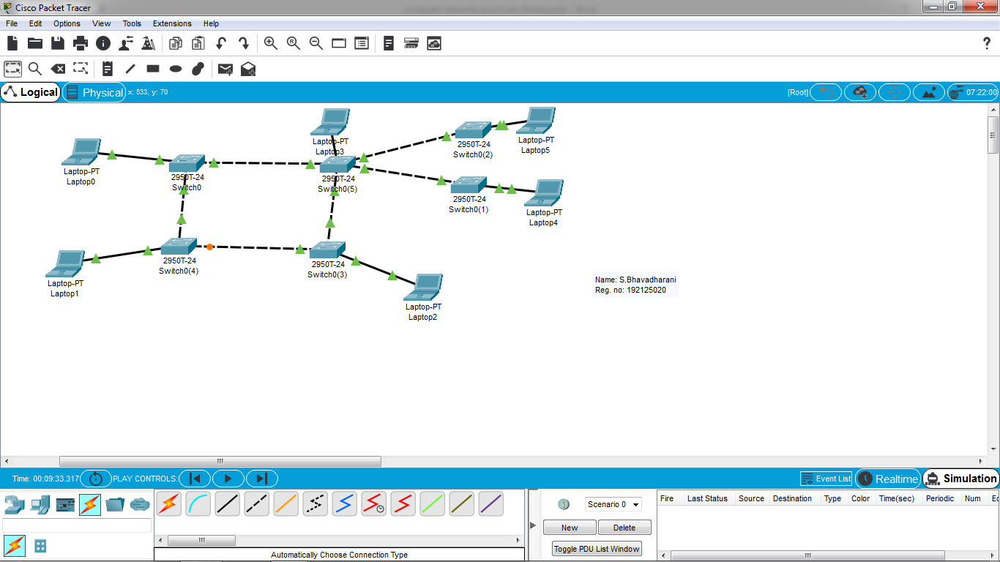 Cisco Packet Tracer
File Edit Options View Tools Extensions Help
Logical Physical x: 533, y: 70 [Root] 07:22:00
Laptop-PT
Laptop0
2950T-24
Switch0
Laptop-PT
Laptop3
2950T-24
Switch0(5)
2950T-24
Switch0(2)
Laptop-PT
Laptop5
2950T-24
Switch0(1)
Laptop-PT
Laptop4
Laptop-PT
Laptop1
2950T-24
Switch0(4)
2950T-24
Switch0(3)
Laptop-PT
Laptop2
Name: S.Bhavadharani
Reg. no: 192125020
Time: 00:09:33.317 PLAY CONTROLS: Event List Realtime Simulation
Scenario 0
New Delete
Toggle PDU List Window
Fire Last Status Source Destination Type Color Time(sec) Periodic Num
Automatically Choose Connection Type